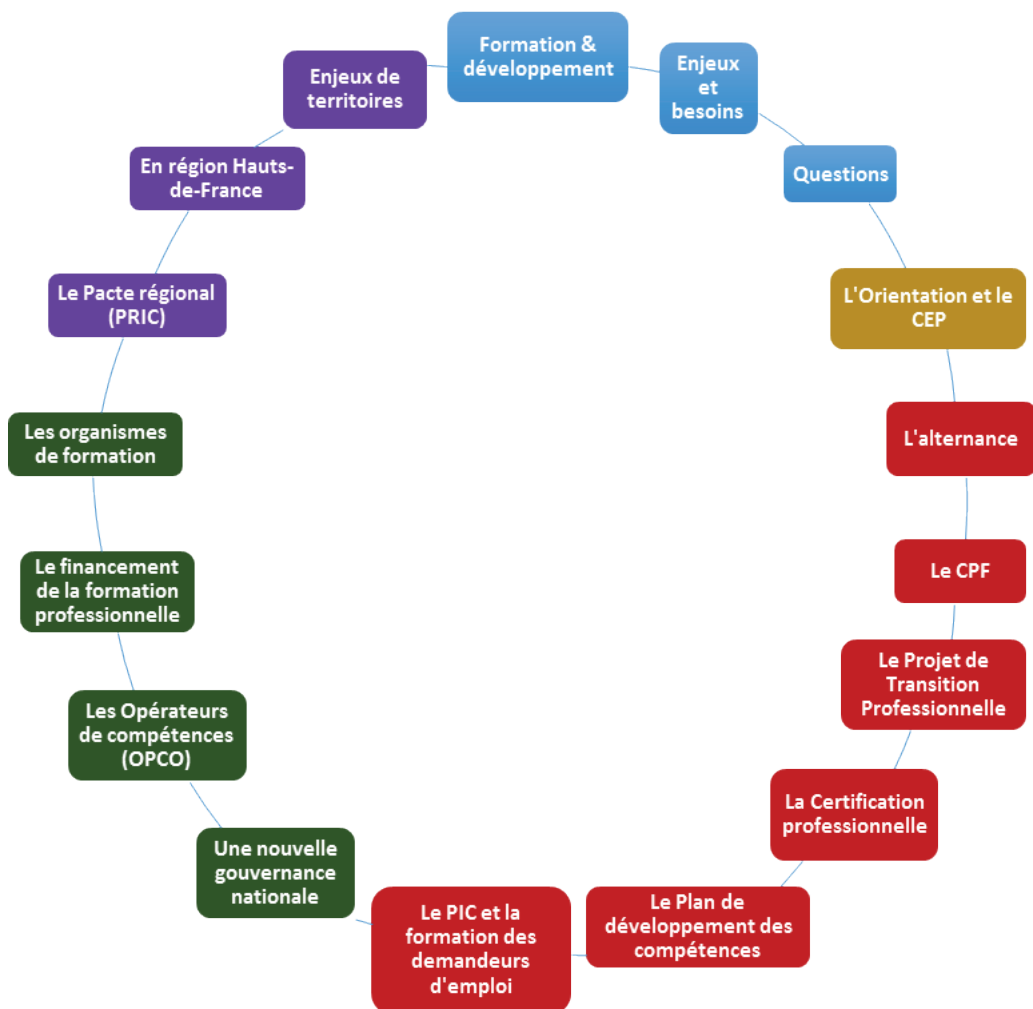 Formation &
développement
Enjeux
et
besoins
Questions
L'Orientation et le
CEP
L'alternance
Le CPF
Le Projet de
Transition
Professionnelle
La Certification
professionnelle
Le Plan de
développement des
compétences
Le PIC et la
formation des
demandeurs
d'emploi
Une nouvelle
gouvernance
nationale
Les Opérateurs
de compétences
(OPCO)
Le financement
de la formation
professionnelle
Les organismes
de formation
Le Pacte régional
(PRIC)
En région Hauts-
de-France
Enjeux de
territoires